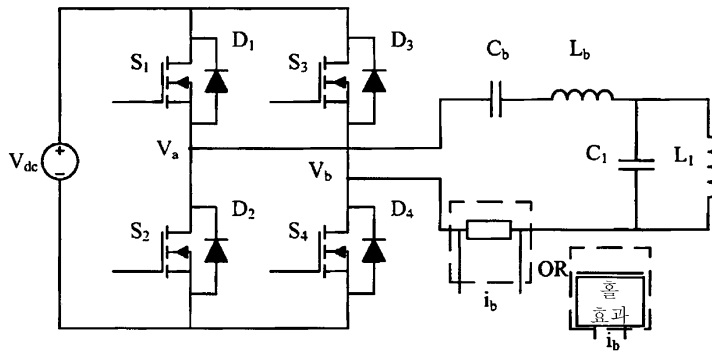 D1
D3
S1
S3
Cb
Lb
Va
Vdc
Vb
C1
L1
D2
D4
S2
S4
OR
ib
홀
효과
ib